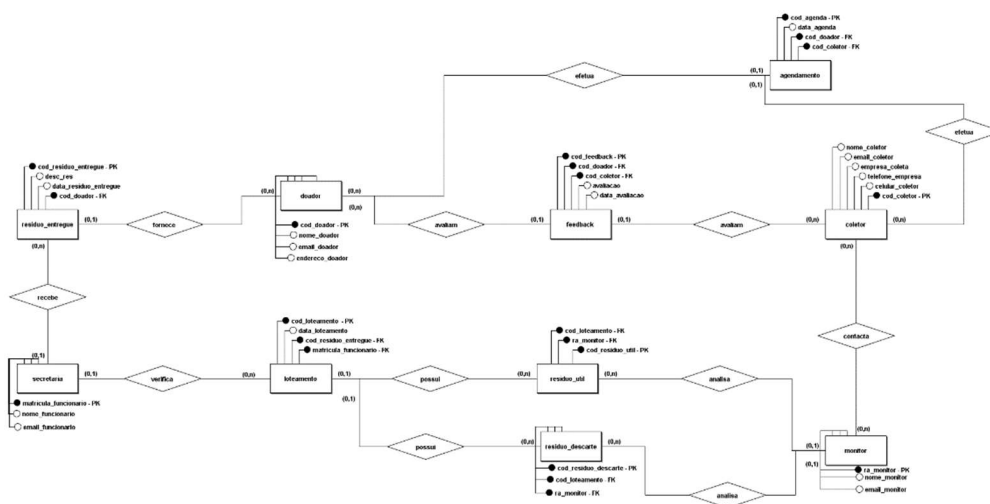 cod_agenda - PK
data_agenda
cod_doador - FK
cod_coletor - FK
(0,1)
agendamento
(0,1)
efetua
efetua
cod_residuo_entregue - PK
desc_res
data_residuo_entregue
cod_doador - FK
residuo_entregue
(0,1)
fornece
(0,n)
doador
(0,n)
(0,n)
cod_doador - PK
nome_doador
email_doador
endereco_doador
avaliam
cod_feedback - PK
cod_doador - FK
cod_coletor - FK
avaliacao
data_avaliacao
(0,1)
feedback
(0,1)
avaliam
nome_coletor
email_coletor
empresa_coleta
telefone_empresa
celular_coletor
cod_coletor - PK
(0,n)
coletor
(0,n)
(0,n)
(0,n)
recebe
contacta
(0,1)
secretaria
(0,1)
matricula_funcionario - PK
nome_funcionario
email_funcionario
verifica
cod_loteamento - PK
data_loteamento
cod_residuo_entregue - FK
matricula_funcionario - FK
(0,n)
loteamento
(0,1)
(0,1)
possui
cod_loteamento - FK
ra_monitor - FK
cod_residuo_util - PK
(0,n)
residuo_util
(0,n)
analisa
possui
(0,n)
residuo_descarte
(0,n)
cod_residuo_descarte - PK
cod_loteamento - FK
ra_monitor - FK
analisa
(0,n)
(0,1)
(0,1)
monitor
ra_monitor - PK
nome_monitor
email_monitor